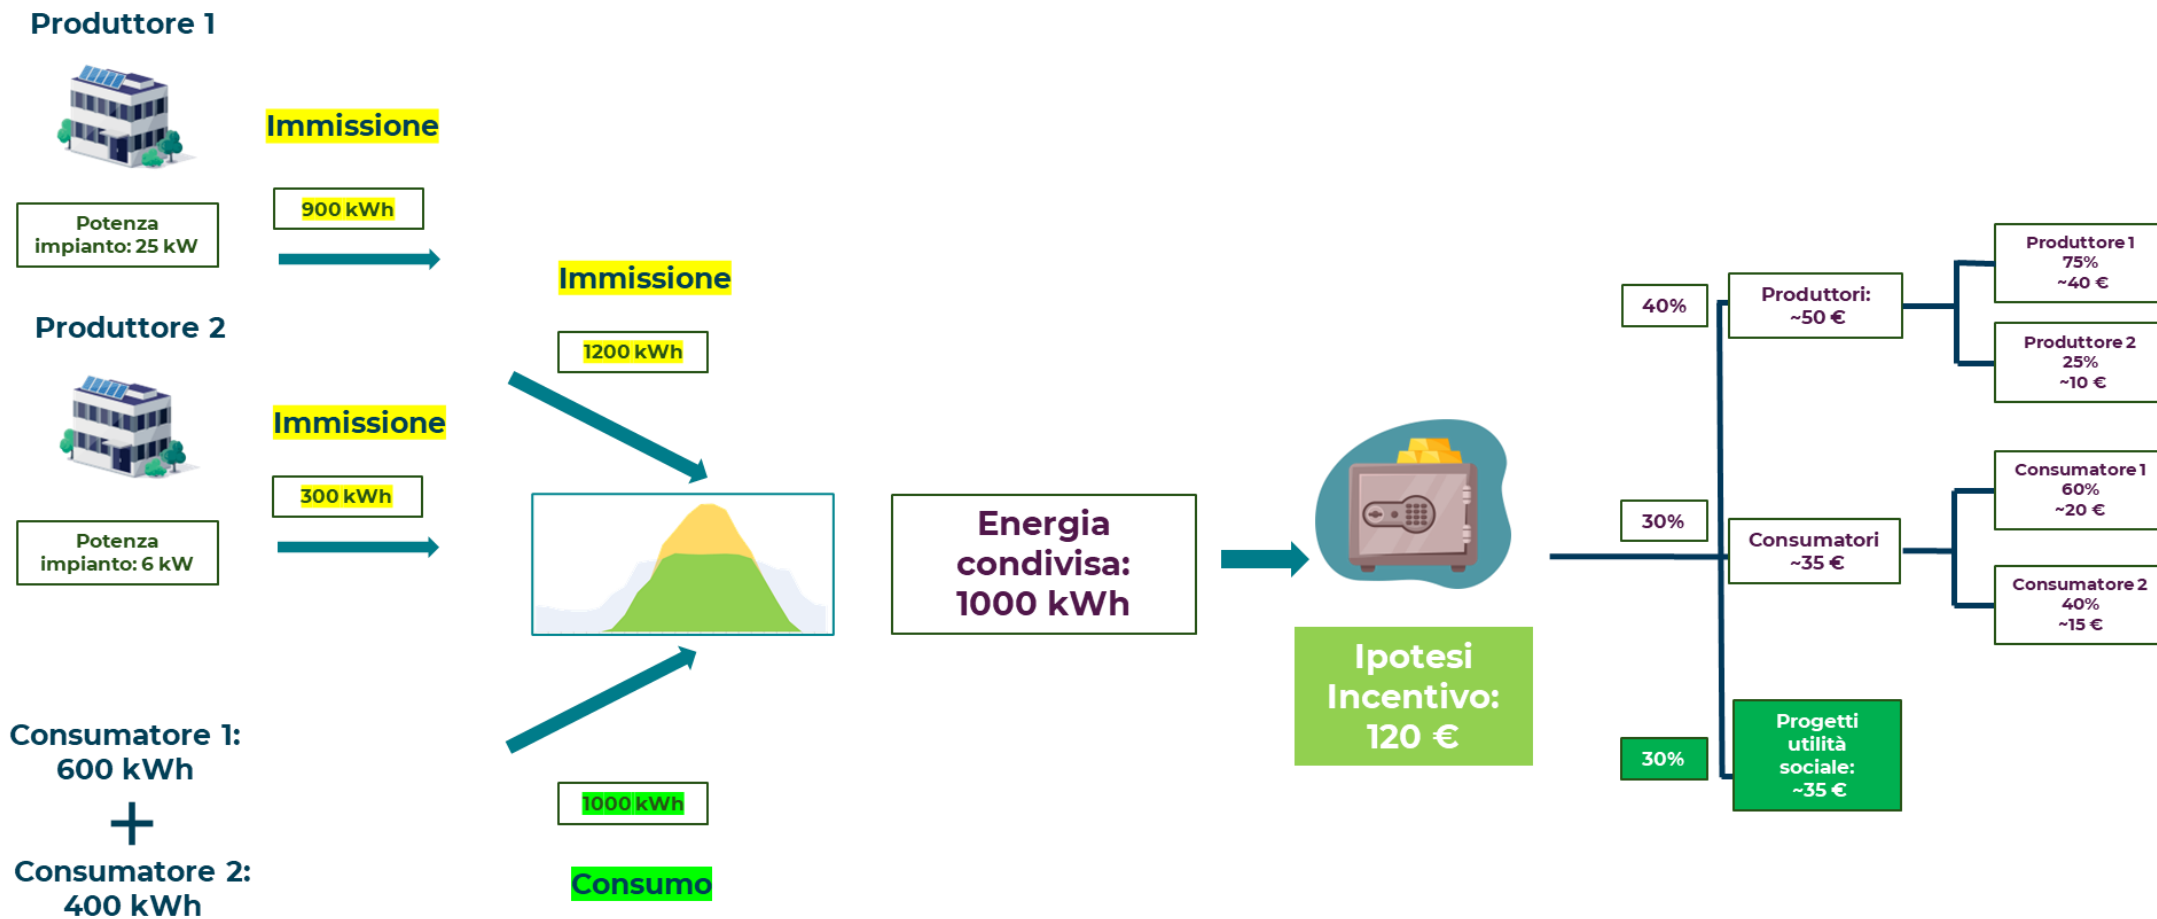 Produttore 1
Immissione
900 kWh
Potenza
impianto: 25 kW
Produttore 2
Immissione
300 kWh
Potenza
impianto: 6 kW
Consumatore 1:
600 kWh
+
Consumatore 2:
400 kWh
Immissione
1200 kWh
1000 kWh
Consumo
Energia
condivisa:
1000 kWh
Ipotesi
Incentivo:
120 €
40%
Produttori:
~50 €
Produttore 1
75%
~40 €
Produttore 2
25%
~10 €
30%
Consumatori
~35 €
Consumatore 1
60%
~20 €
Consumatore 2
40%
~15 €
30%
Progetti
utilità
sociale:
~35 €